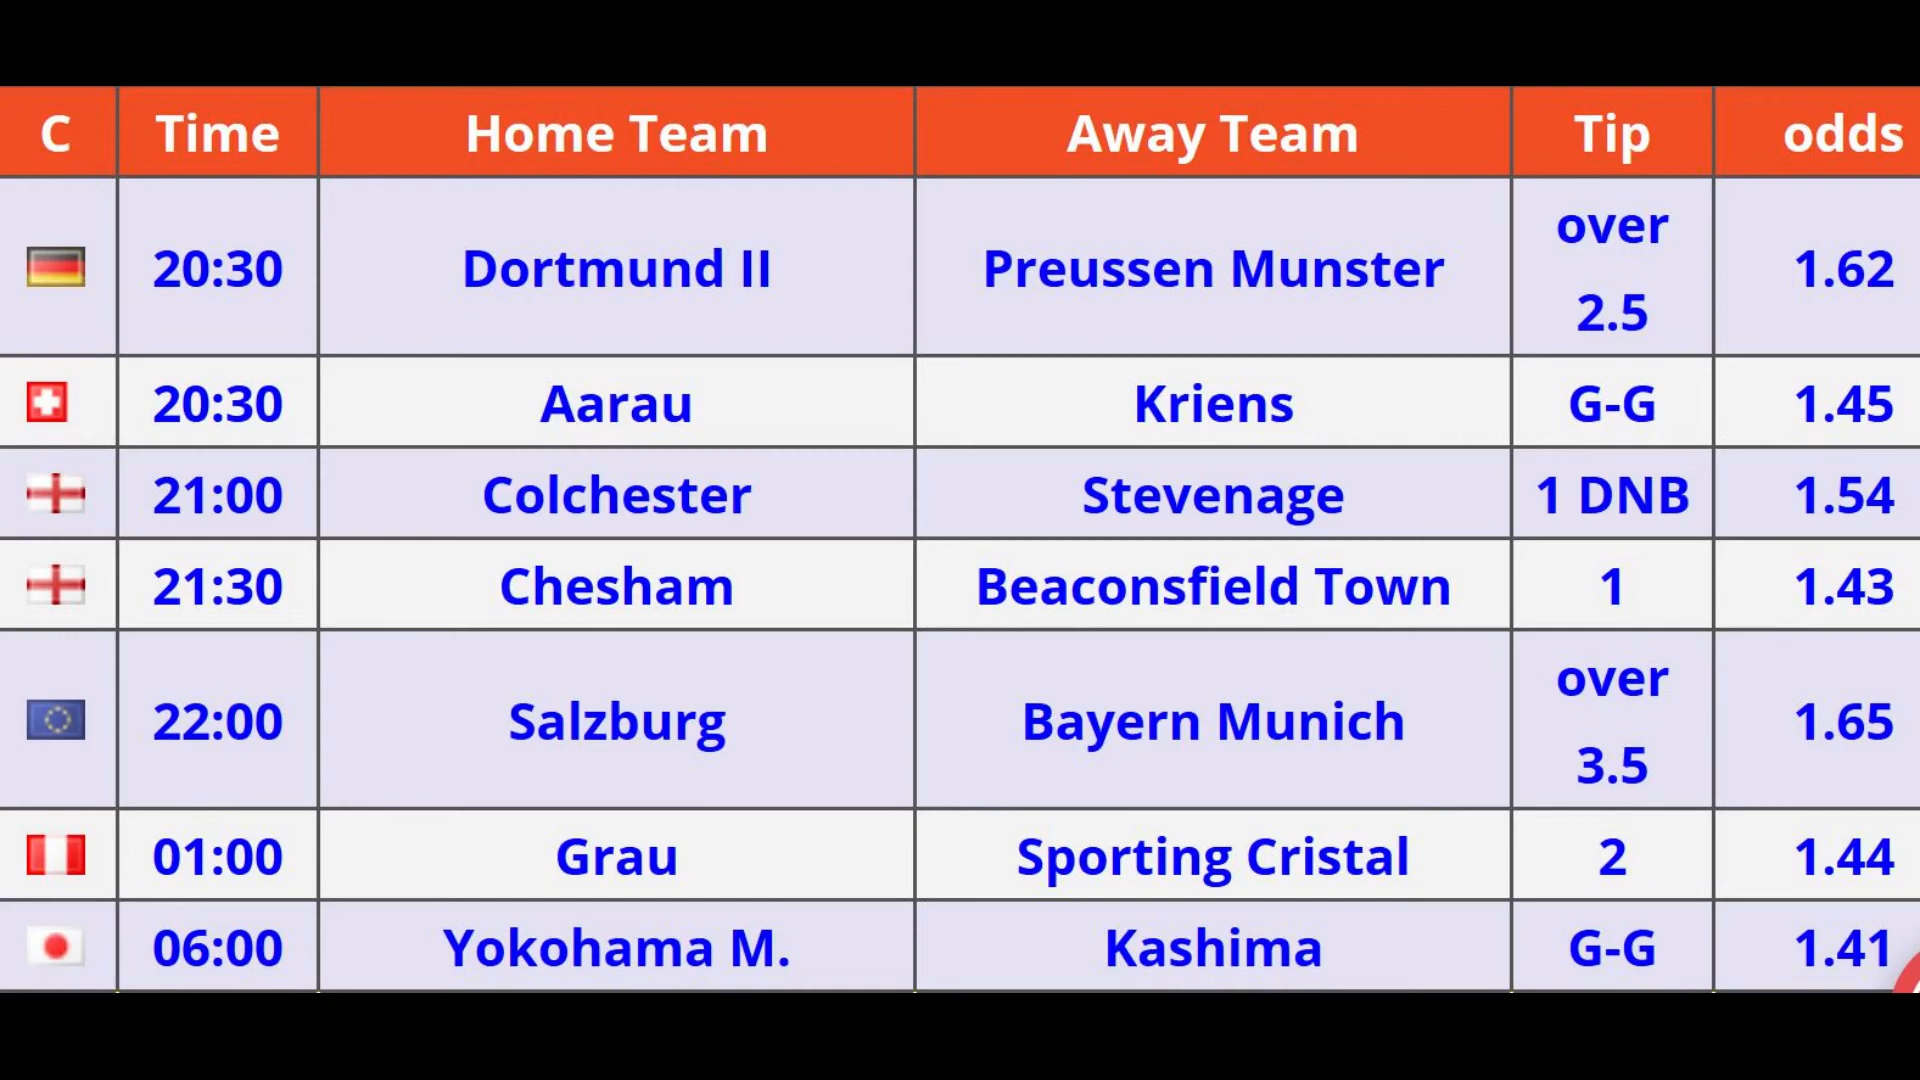 C Time Home Team Away Team Tip odds
20:30 Dortmund II Preussen Munster over 2.5 1.62
20:30 Aarau Kriens G-G 1.45
21:00 Colchester Stevenage 1 DNB 1.54
21:30 Chesham Beaconsfield Town 1 1.43
22:00 Salzburg Bayern Munich over 3.5 1.65
01:00 Grau Sporting Cristal 2 1.44
06:00 Yokohama M. Kashima G-G 1.41